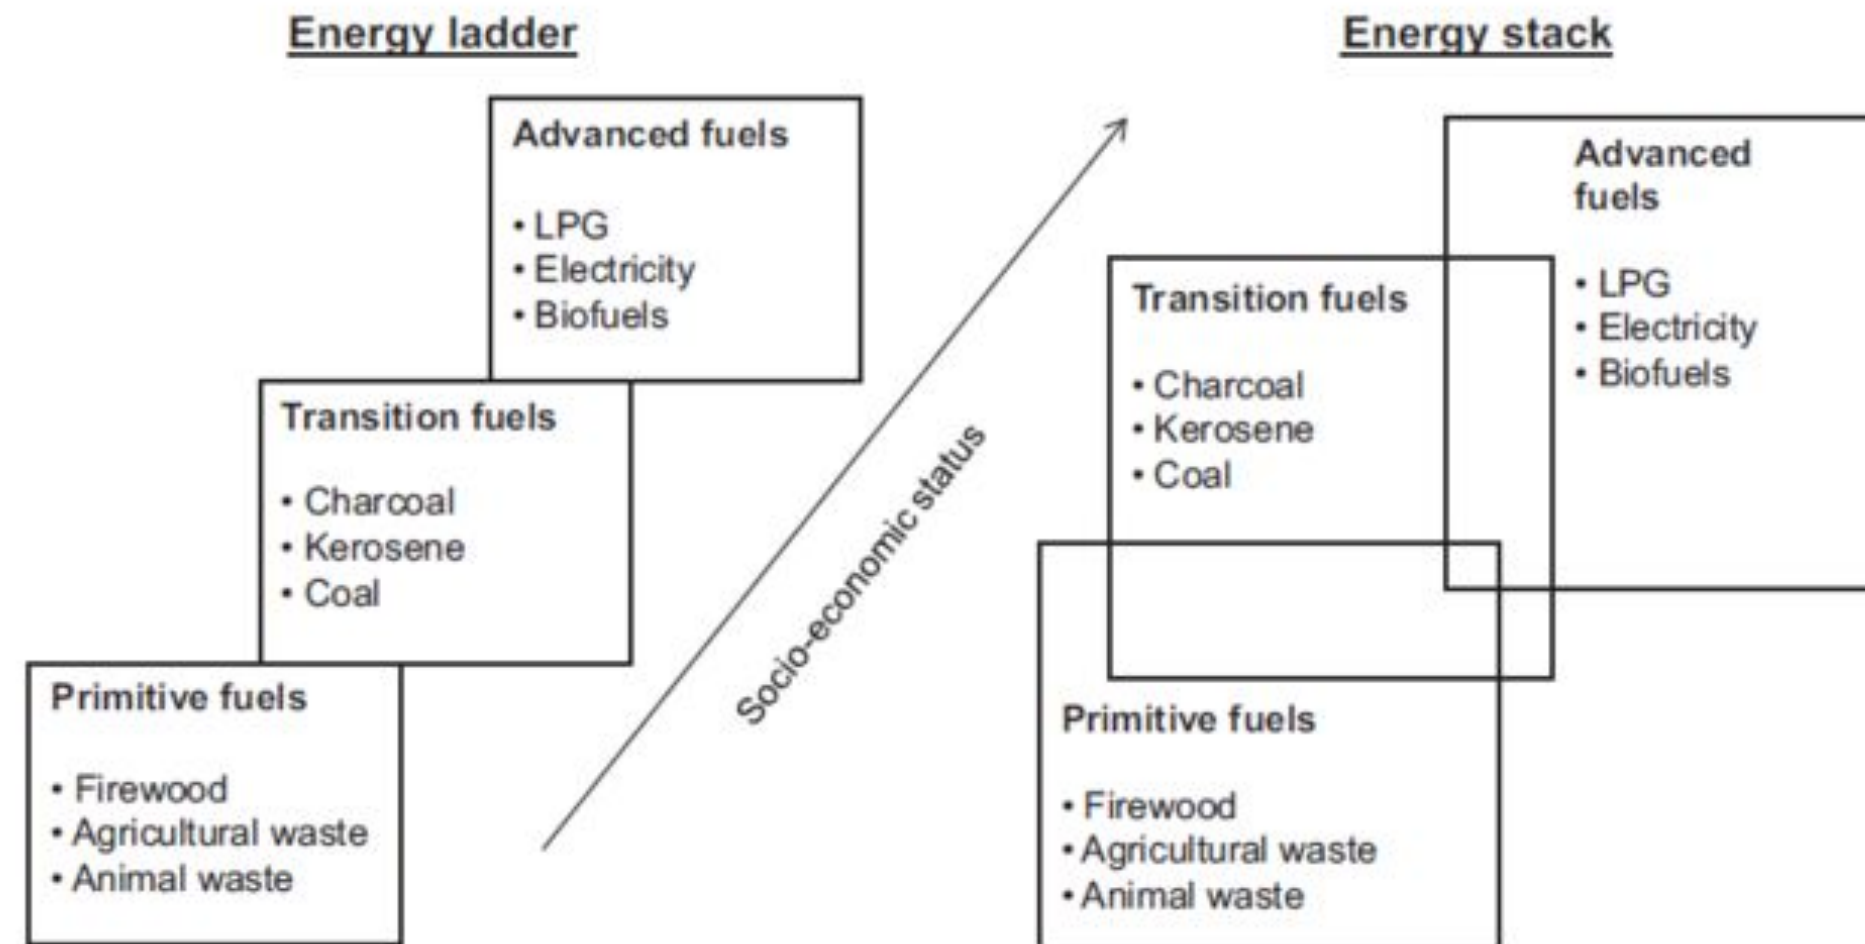 Energy ladder
Advanced fuels
• LPG
• Electricity
• Biofuels
Transition fuels
• Charcoal
• Kerosene
• Coal
Primitive fuels
• Firewood
• Agricultural waste
• Animal waste
Socio-economic status
Energy stack
Advanced
fuels
• LPG
• Electricity
• Biofuels
Transition fuels
• Charcoal
• Kerosene
• Coal
Primitive fuels
• Firewood
• Agricultural waste
• Animal waste